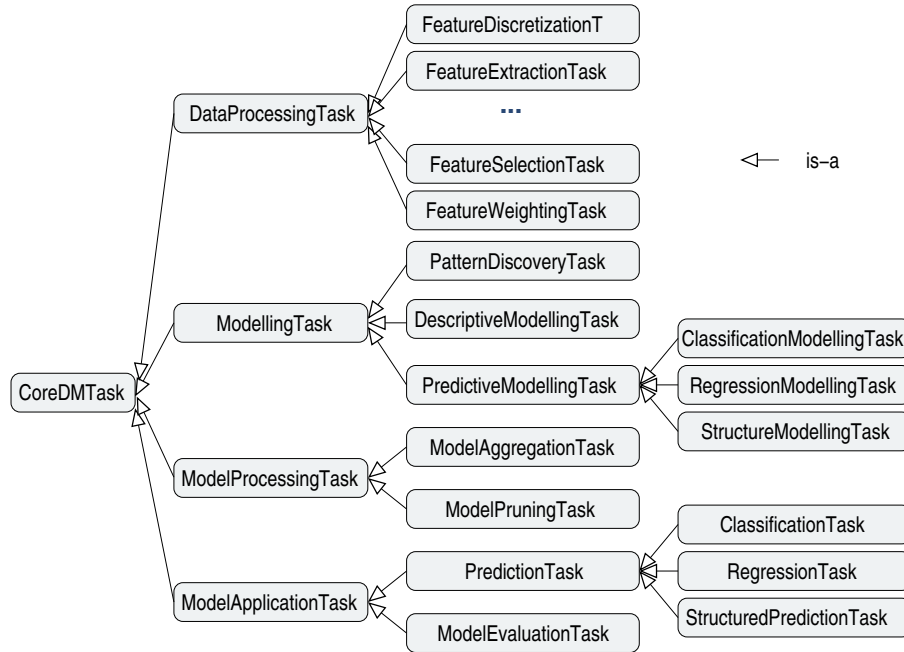 FeatureDiscretizationT
FeatureExtractionTask
DataProcessingTask
...
FeatureSelectionTask
is-a
FeatureWeightingTask
PatternDiscoveryTask
ModellingTask
DescriptiveModellingTask
ClassificationModellingTask
CoreDMTask
PredictiveModellingTask
RegressionModellingTask
StructureModellingTask
ModelAggregationTask
ModelProcessingTask
ModelPruningTask
ClassificationTask
PredictionTask
RegressionTask
ModelApplicationTask
StructuredPredictionTask
ModelEvaluationTask